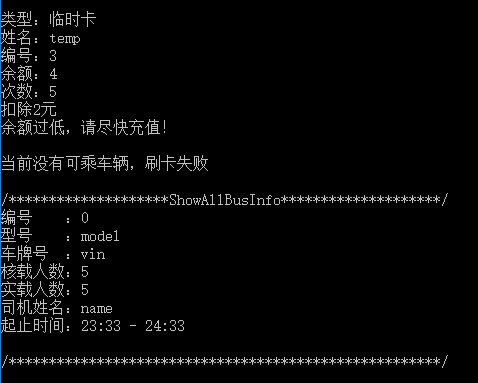 类型：临时卡
姓名：temp
编号：3
余额：4
次数：5
扣除2元
余额过低，请尽快充值！
当前没有可乘车辆，刷卡失败
/********************ShowAllBusInfo********************/
编号    ：0
型号    ：model
车牌号  ：vin
核载人数：5
实载人数：5
司机姓名：name
起止时间：23:33 - 24:33
/******************************************************/